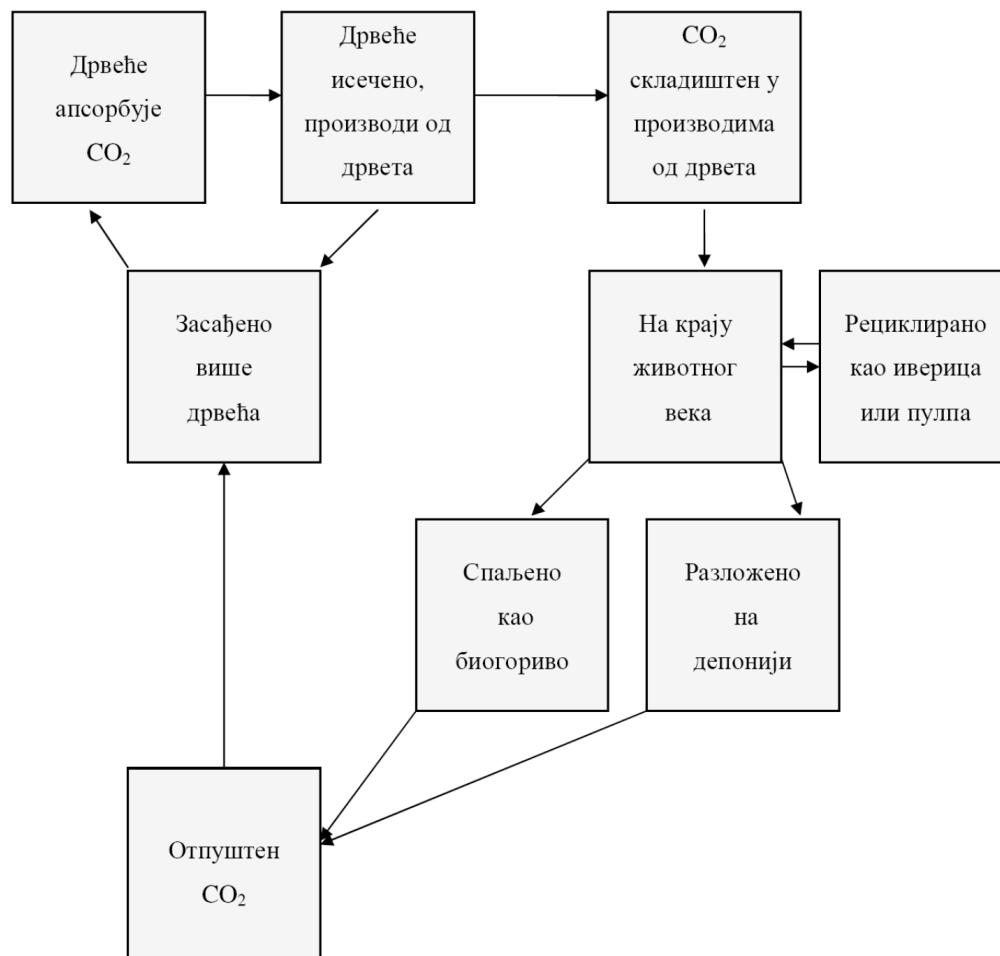 Дрвеће
апсорбује
CO₂
Дрвеће
исечено,
производи од
дрвета
CO₂
складиштен у
производима
од дрвета
Засађено
више
дрвећа
На крају
животног
века
Рециклирано
као иверица
или пулпа
Спаљено
као
биогориво
Разложено
на
депонији
Отпуштен
CO₂